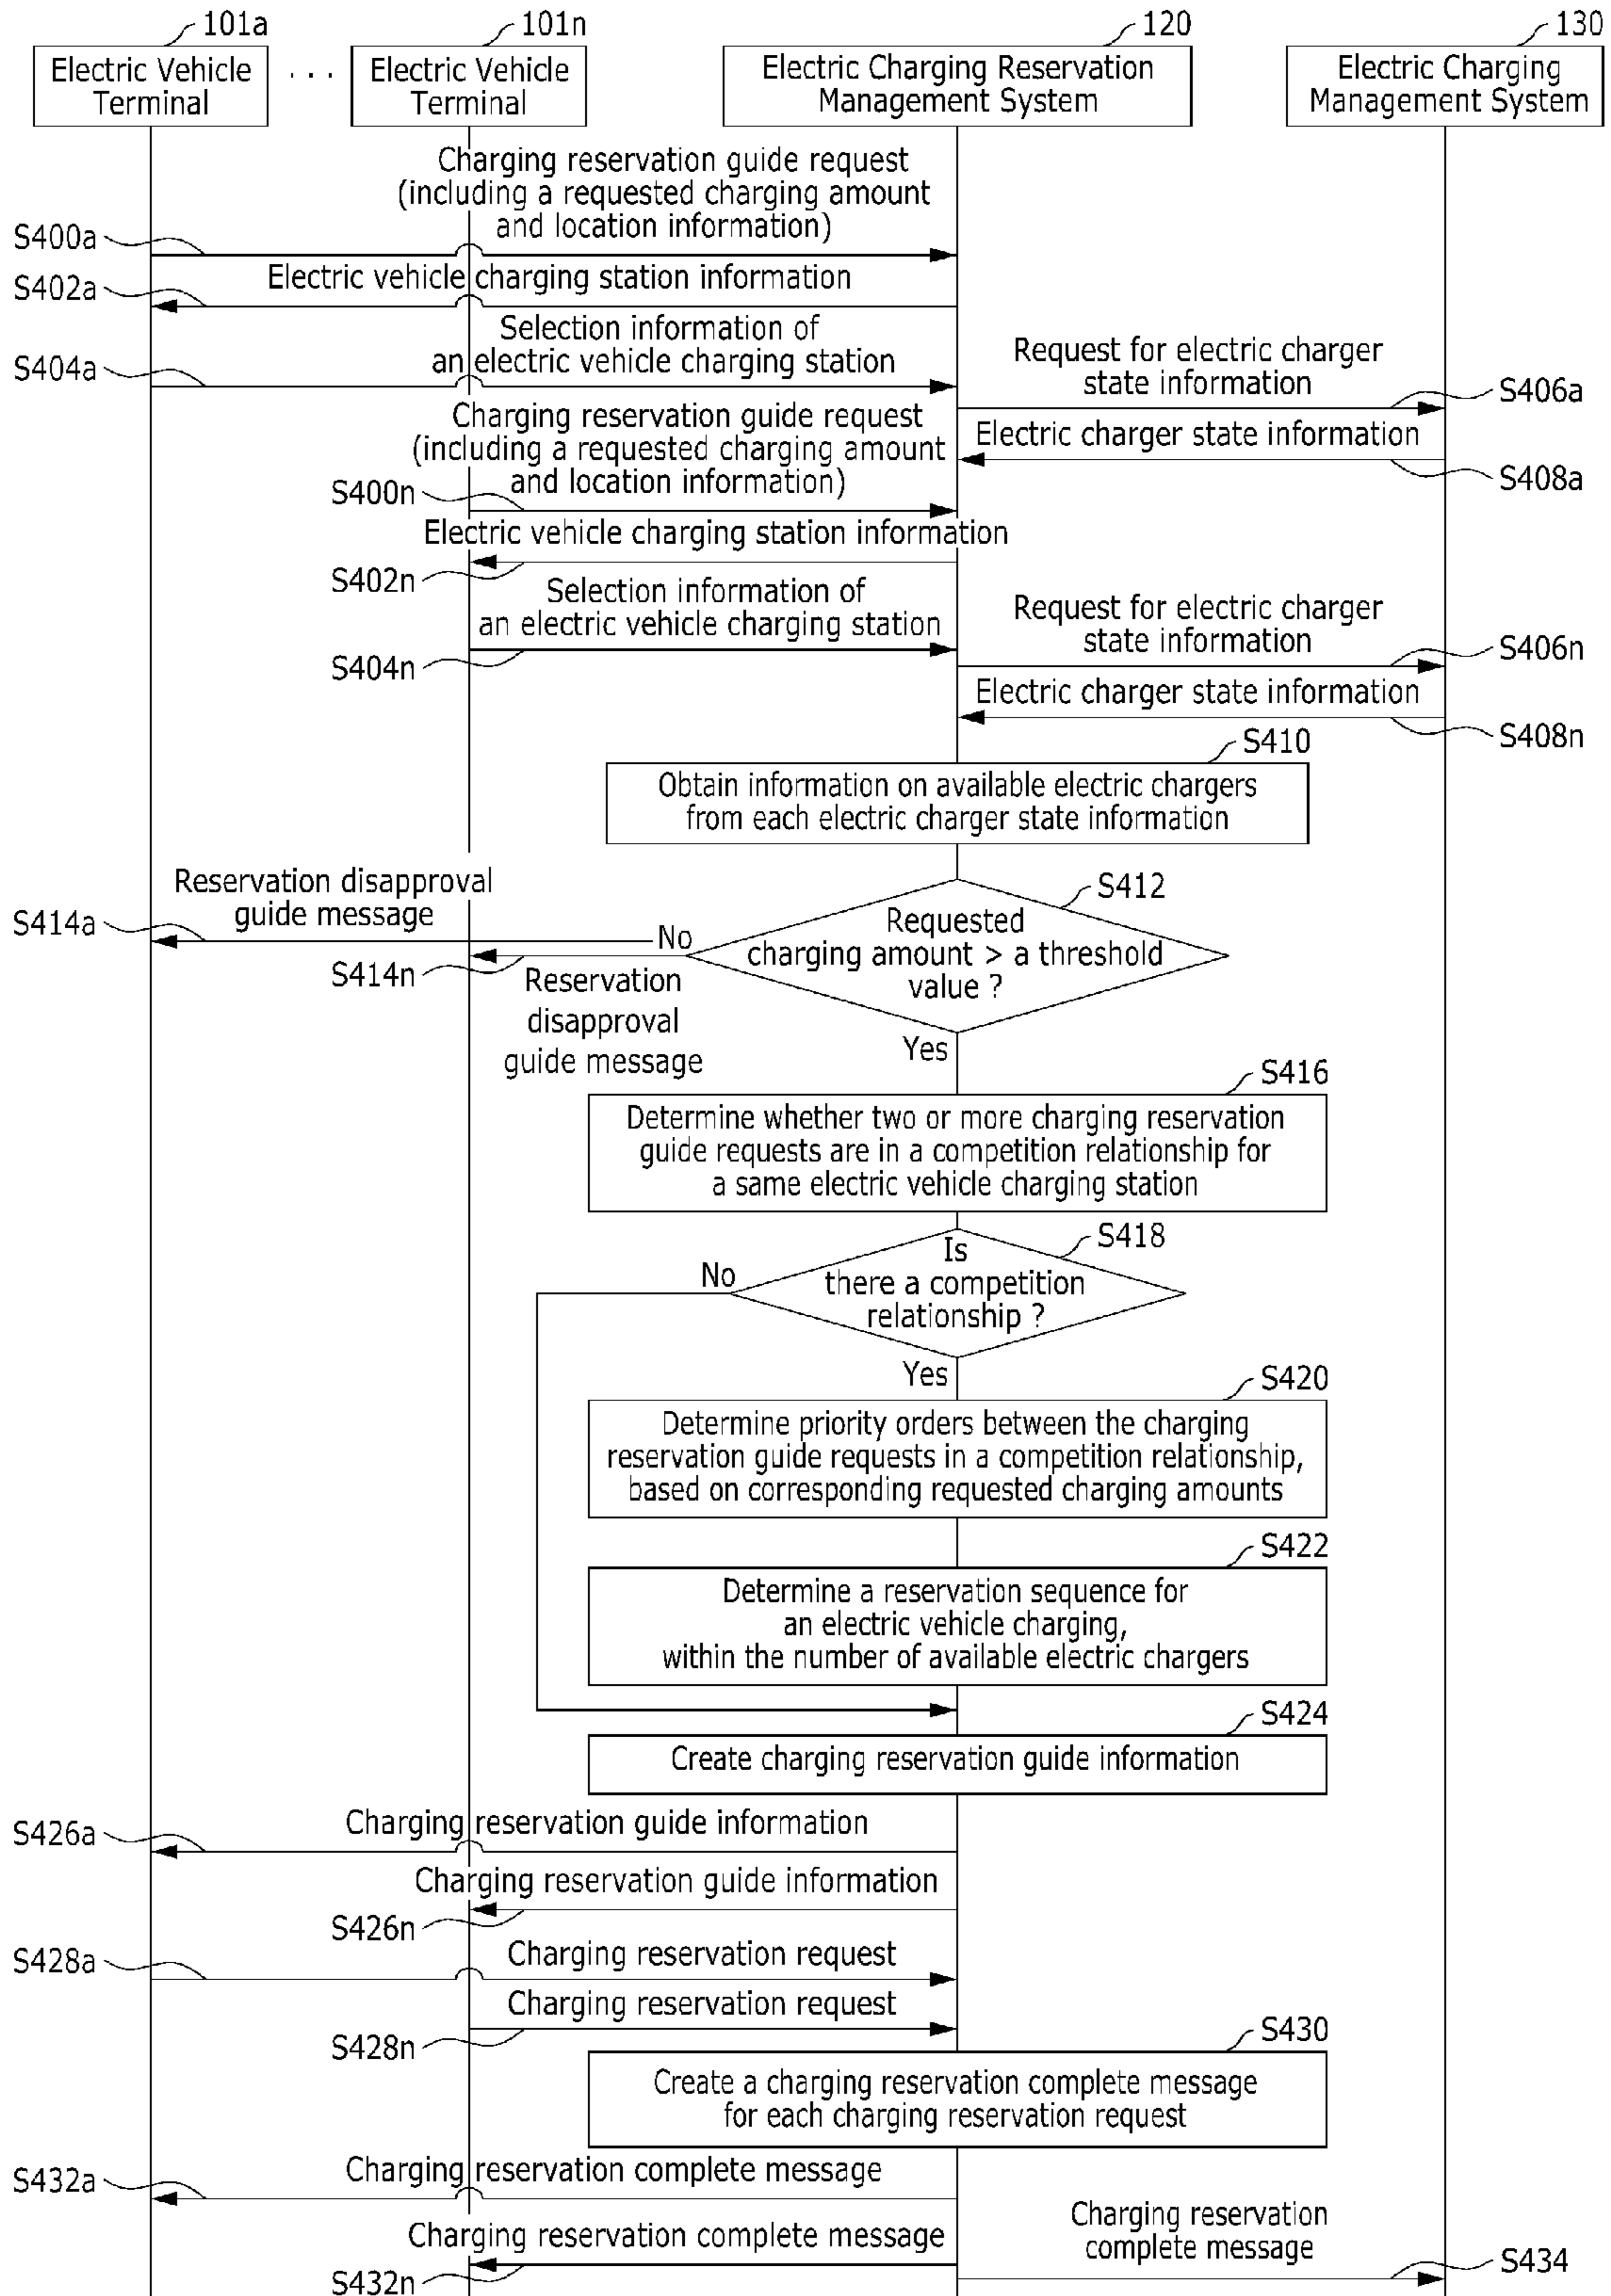 101a
101n
120
130
Electric Vehicle
Terminal
. . .
Electric Vehicle
Terminal
Electric Charging Reservation
Management System
Electric Charging
Management System
Charging reservation guide request
(including a requested charging amount
and location information)
S400a
Electric vehicle charging station information
S402a
Selection information of
an electric vehicle charging station
S404a
Request for electric charger
state information
S406a
Charging reservation guide request
(including a requested charging amount
and location information)
Electric charger state information
S408a
S400n
Electric vehicle charging station information
S402n
Selection information of
an electric vehicle charging station
S404n
Request for electric charger
state information
S406n
Electric charger state information
S408n
S410
Obtain information on available electric chargers
from each electric charger state information
Reservation disapproval
guide message
S414a
S412
Requested
charging amount > a threshold
value ?
No
S414n
Reservation
disapproval
guide message
Yes
S416
Determine whether two or more charging reservation
guide requests are in a competition relationship for
a same electric vehicle charging station
S418
Is
there a competition
relationship ?
No
Yes
S420
Determine priority orders between the charging
reservation guide requests in a competition relationship,
based on corresponding requested charging amounts
S422
Determine a reservation sequence for
an electric vehicle charging,
within the number of available electric chargers
S424
Create charging reservation guide information
Charging reservation guide information
S426a
Charging reservation guide information
S426n
Charging reservation request
S428a
Charging reservation request
S428n
S430
Create a charging reservation complete message
for each charging reservation request
Charging reservation complete message
S432a
Charging reservation complete message
S432n
Charging reservation
complete message
S434